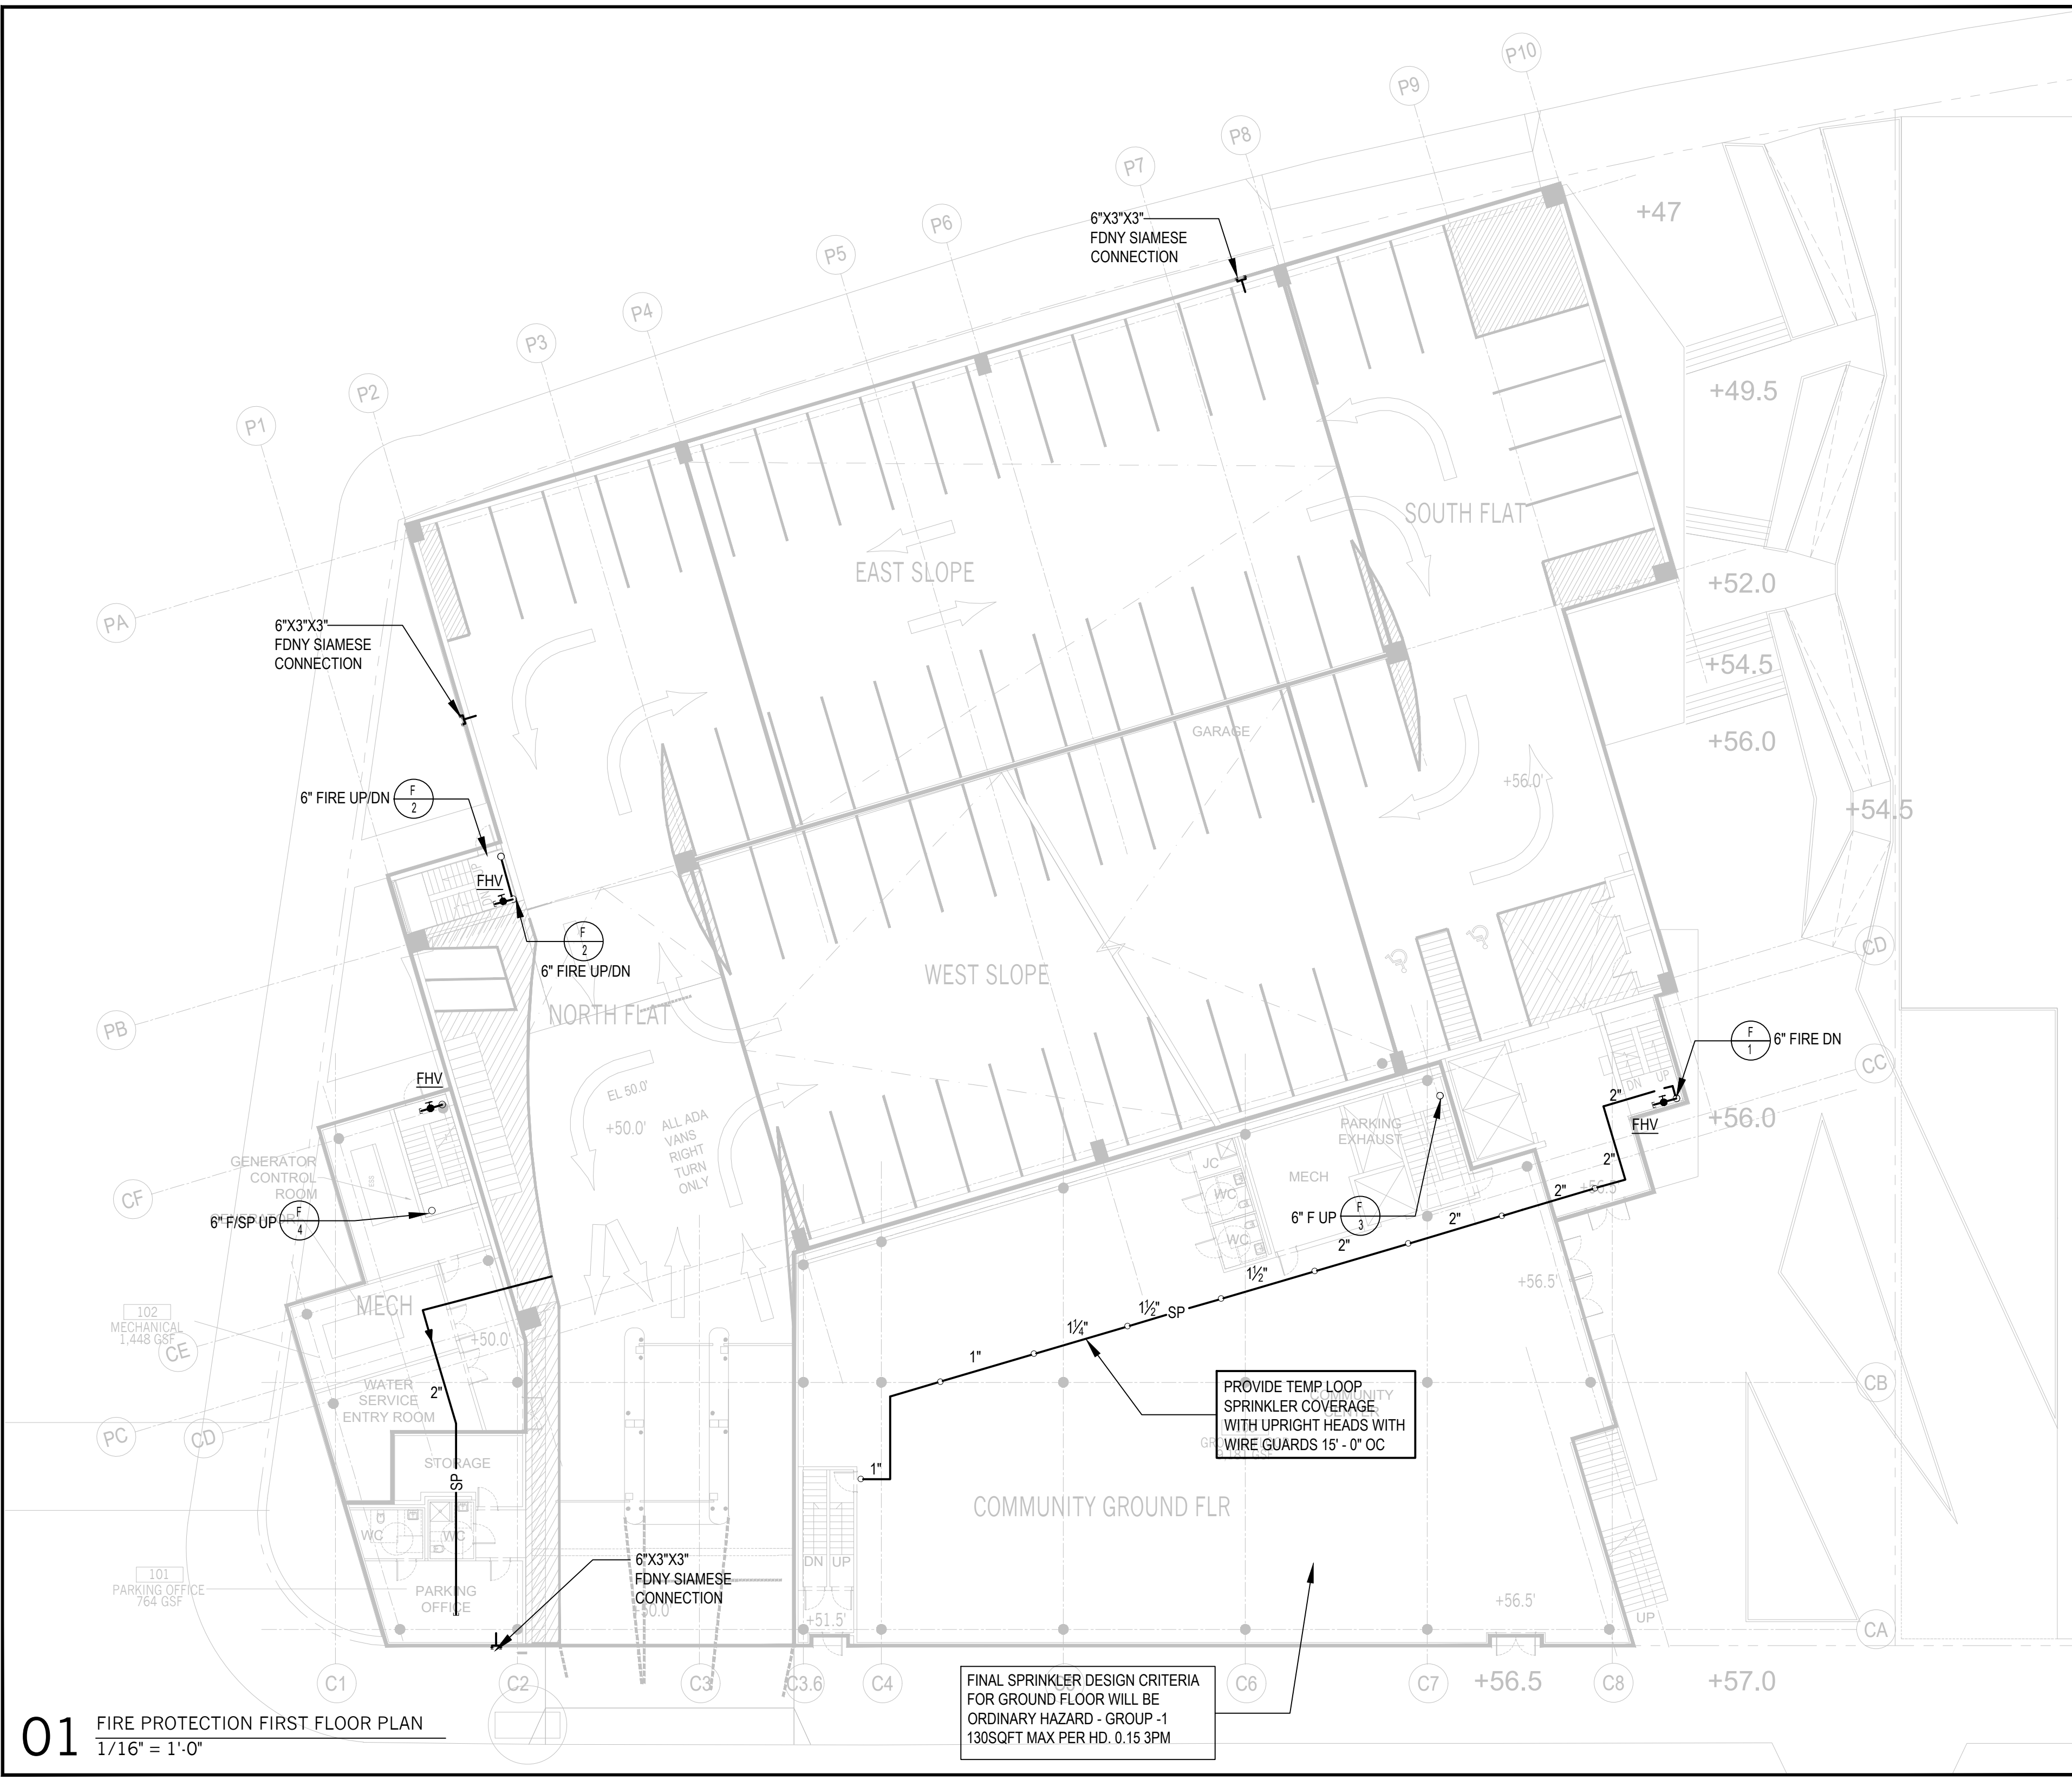 P10
P9
P8
P7
P6
P5
P4
P3
P2
P1
6"X3"X3"
FDNY SIAMESE
CONNECTION
+47
+49.5
SOUTH FLAT
EAST SLOPE
+52.0
PA
6"X3"X3"
FDNY SIAMESE
CONNECTION
+54.5
GARAGE
+56.0
+56.0'
6" FIRE UP/DN
F
2
+54.5
FHV
F
2
6" FIRE UP/DN
CD
WEST SLOPE
NORTH FLAT
PB
F
1
6" FIRE DN
CC
FHV
EL 50.0'
+50.0'
ALL ADA
VANS
RIGHT
TURN
ONLY
DN
UP
2"
FHV
+56.0
PARKING
EXHAUST
GENERATOR
CONTROL
ROOM
JC
MECH
2"
WC
2"
+56.5'
CF
6" F/SP UP
F
4
6" F UP
F
3
2"
WC
2"
1½"
+56.5'
MECH
102
MECHANICAL
1,448 GSF
1½"
SP
1¼"
+50.0'
CE
1"
WATER
SERVICE
ENTRY ROOM
2"
PROVIDE TEMP LOOP
SPRINKLER COVERAGE
WITH UPRIGHT HEADS WITH
WIRE GUARDS 15' - 0" OC
COMMUNITY
CENTER
CB
PC
CD
STORAGE
SP
1"
COMMUNITY GROUND FLR
WC
WC
DN
UP
6"X3"X3"
FDNY SIAMESE
CONNECTION
101
PARKING OFFICE
764 GSF
PARKING
OFFICE
+51.5'
+56.5'
UP
CA
C1
C2
C3
C3.6
C4
C6
C7
+56.5
C8
+57.0
FINAL SPRINKLER DESIGN CRITERIA
FOR GROUND FLOOR WILL BE
ORDINARY HAZARD - GROUP -1
130SQFT MAX PER HD. 0.15 3PM
01
FIRE PROTECTION FIRST FLOOR PLAN
1/16" = 1'-0"